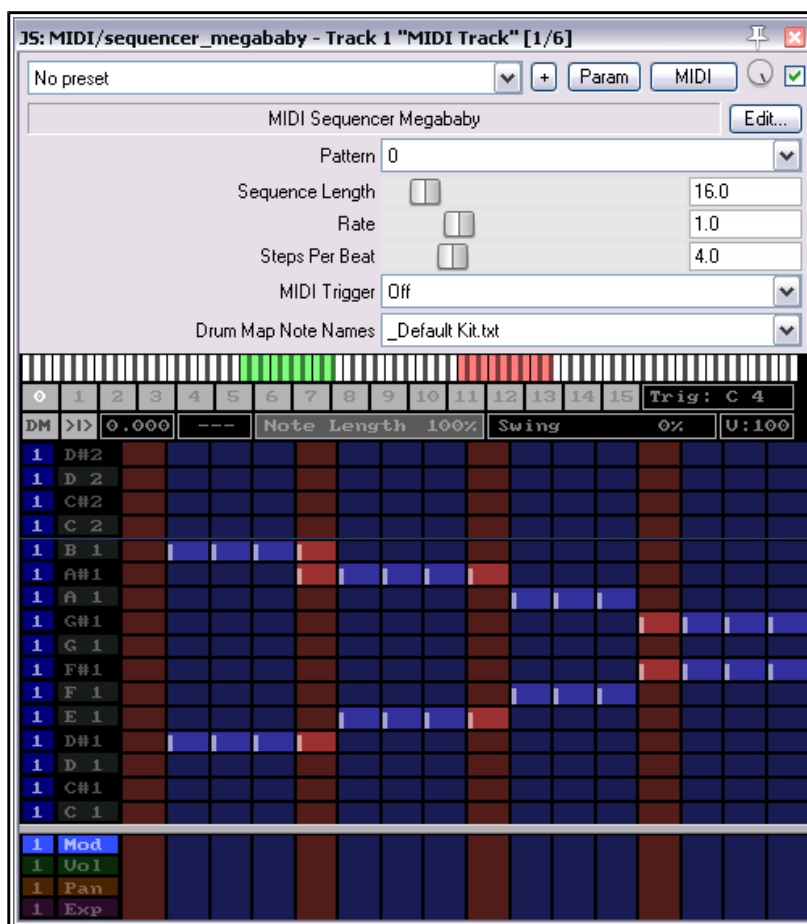 JS: MIDI/sequencer_megababy - Track 1 "MIDI Track" [1/6]
No preset + Param MIDI
MIDI Sequencer Megababy Edit...
Pattern 0
Sequence Length 16.0
Rate 1.0
Steps Per Beat 4.0
MIDI Trigger Off
Drum Map Note Names _Default Kit.txt
0 1 2 3 4 5 6 7 8 9 10 11 12 13 14 15 Trig: C 4
DM >I> 0.000 --- Note Length 100% Swing 0% V:100
1 D#2
1 D 2
1 C#2
1 C 2
1 B 1
1 A#1
1 A 1
1 G#1
1 G 1
1 F#1
1 F 1
1 E 1
1 D#1
1 D 1
1 C#1
1 C 1
1 Mod
1 Vol
1 Pan
1 Exp